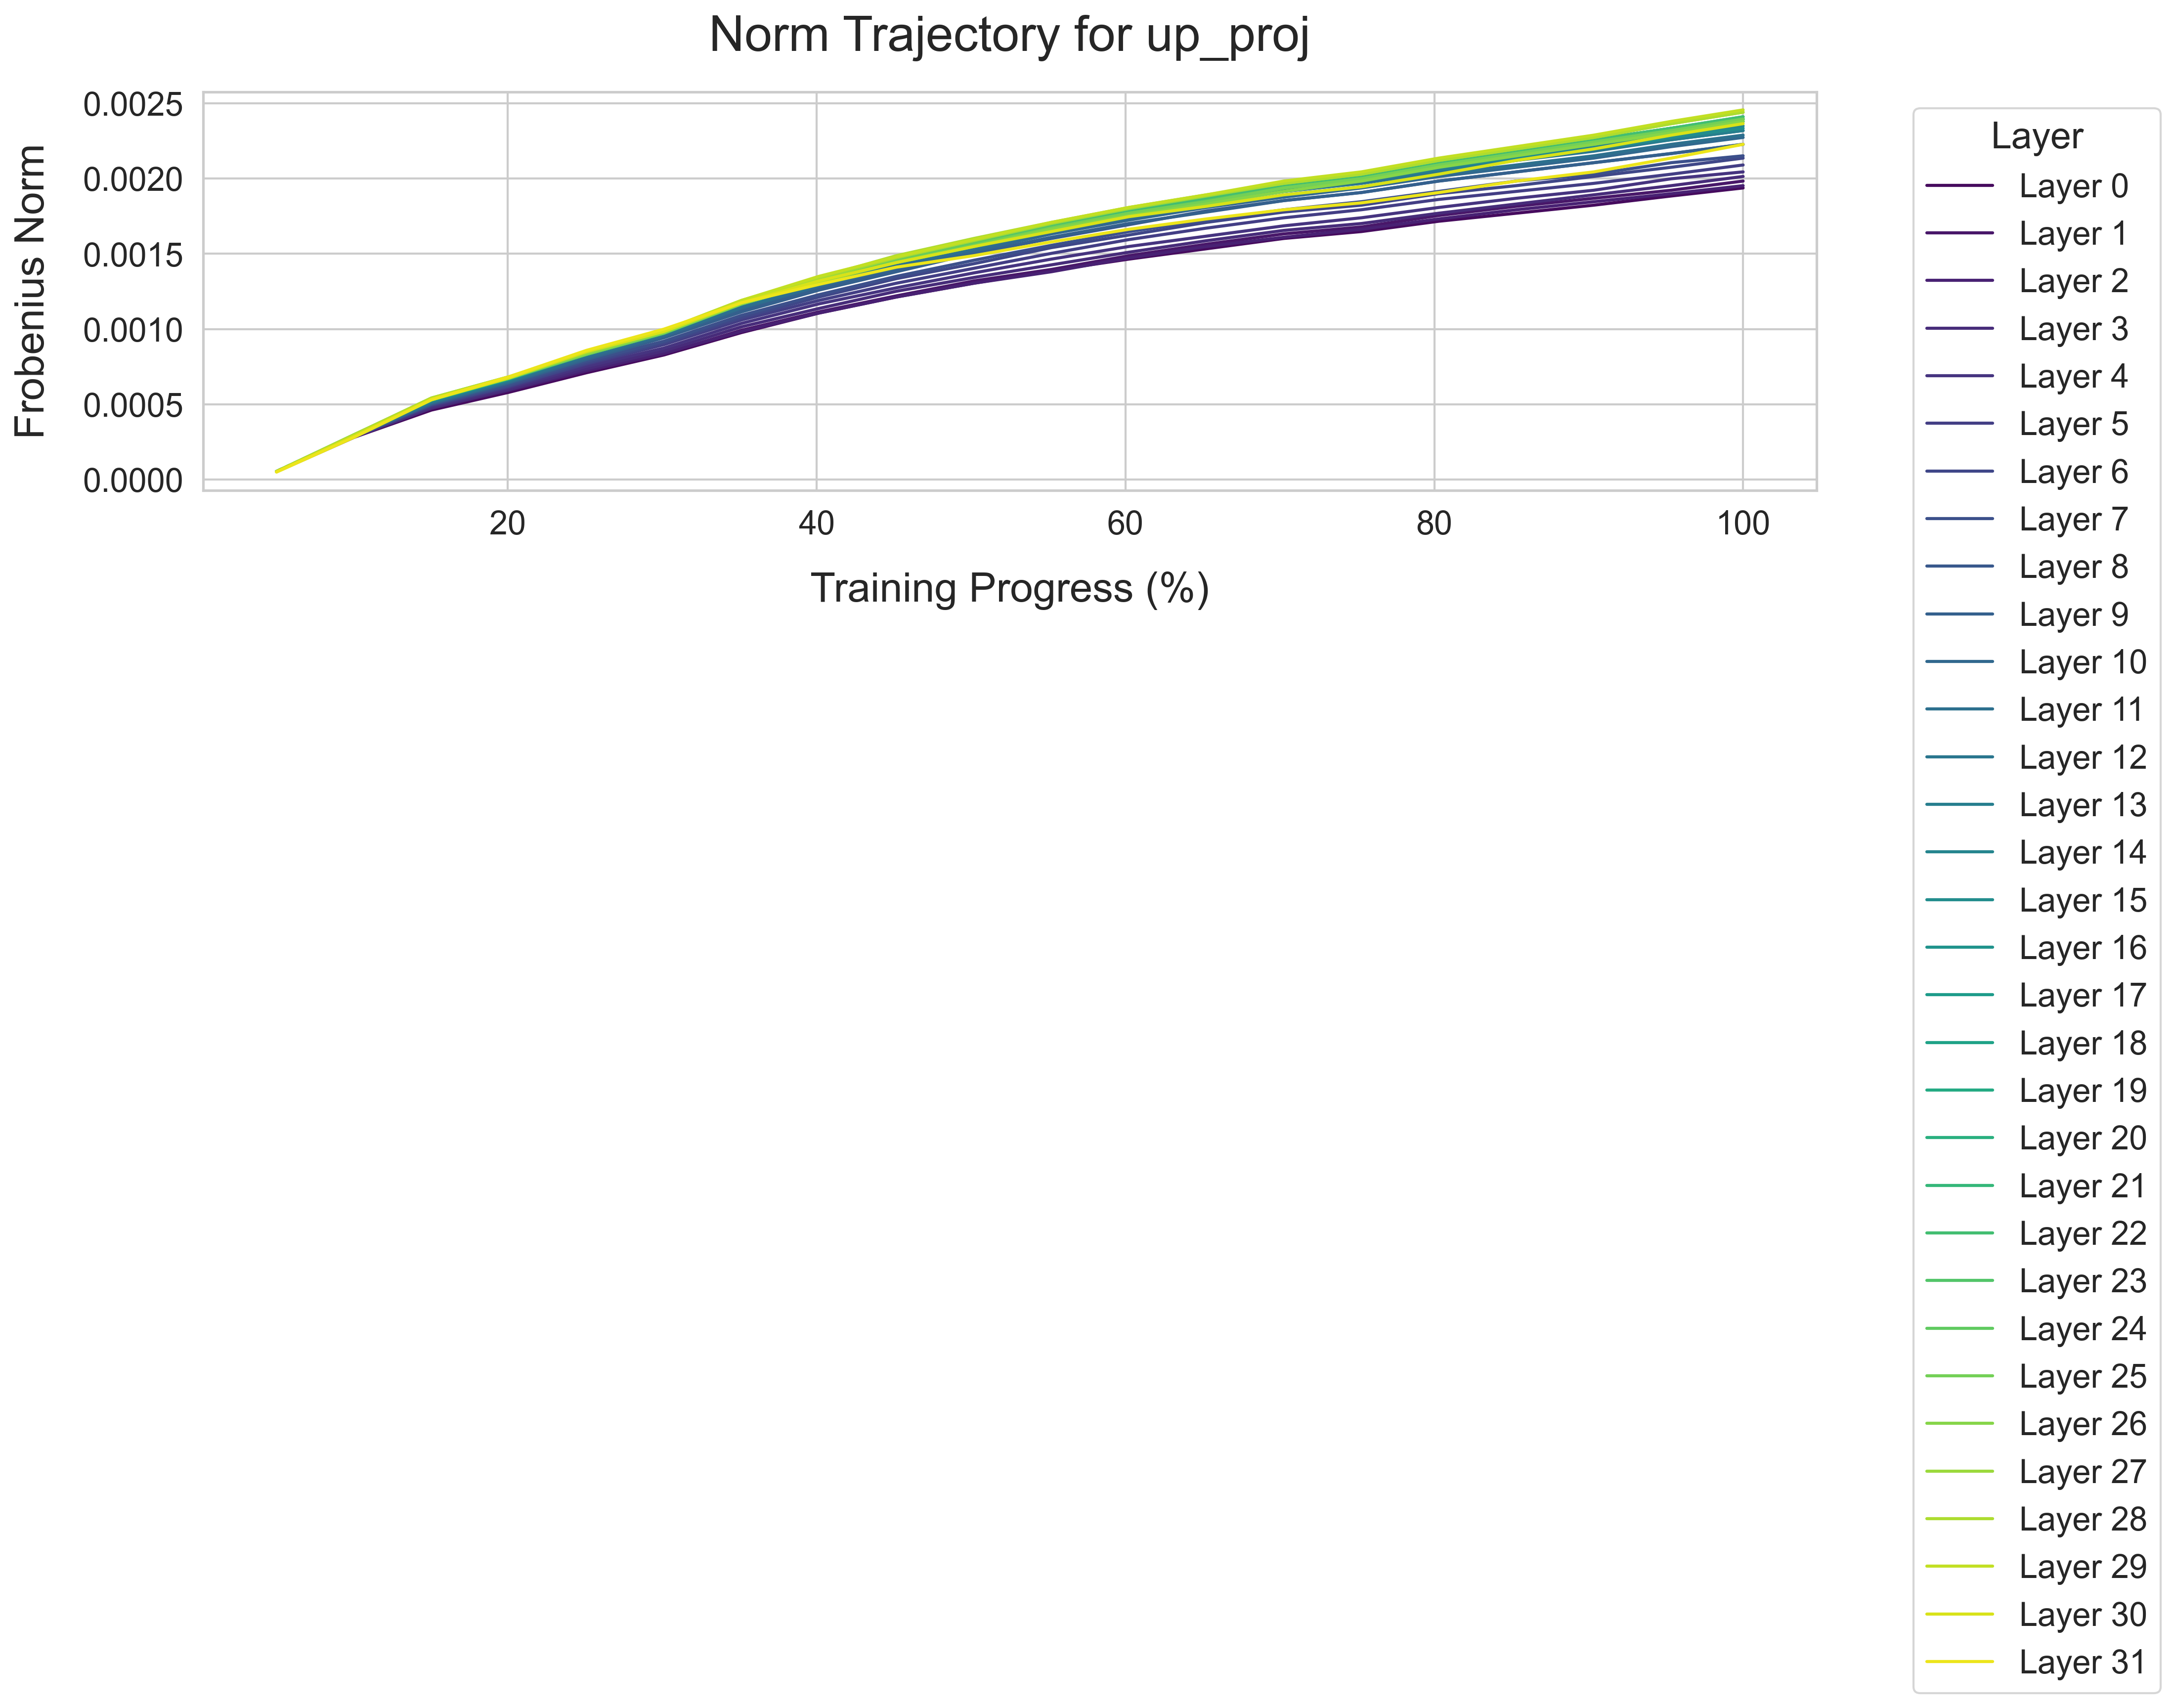 Norm Trajectory for up_proj
Frobenius Norm
0.0025
0.0020
0.0015
0.0010
0.0005
0.0000
20
40
60
80
100
Training Progress (%)
Layer
Layer 0
Layer 1
Layer 2
Layer 3
Layer 4
Layer 5
Layer 6
Layer 7
Layer 8
Layer 9
Layer 10
Layer 11
Layer 12
Layer 13
Layer 14
Layer 15
Layer 16
Layer 17
Layer 18
Layer 19
Layer 20
Layer 21
Layer 22
Layer 23
Layer 24
Layer 25
Layer 26
Layer 27
Layer 28
Layer 29
Layer 30
Layer 31